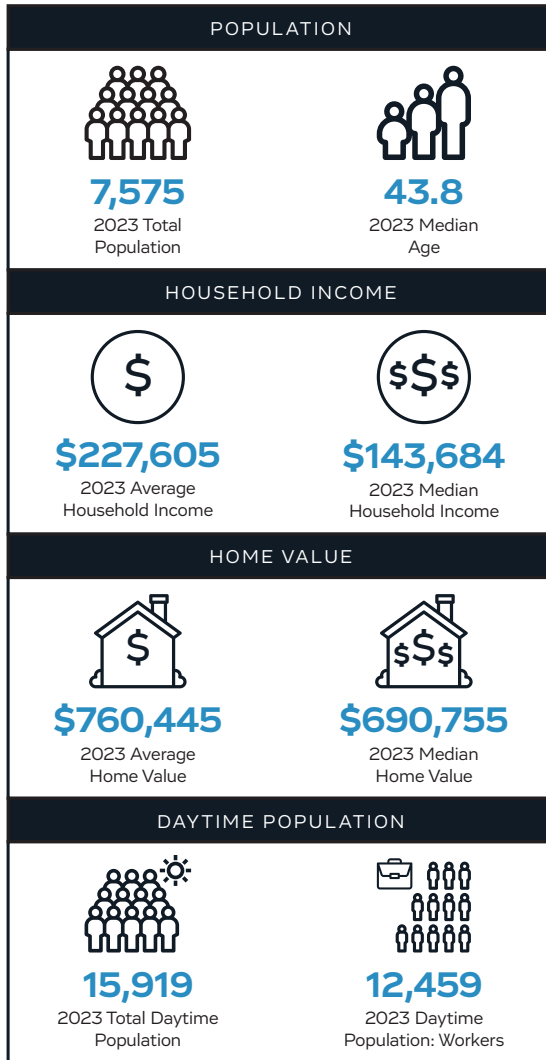 POPULATION
7,575
2023 Total
Population
43.8
2023 Median
Age
HOUSEHOLD INCOME
$
$227,605
2023 Average
Household Income
$$$
$143,684
2023 Median
Household Income
HOME VALUE
$
$760,445
2023 Average
Home Value
$$$
$690,755
2023 Median
Home Value
DAYTIME POPULATION
15,919
2023 Total Daytime
Population
12,459
2023 Daytime
Population: Workers